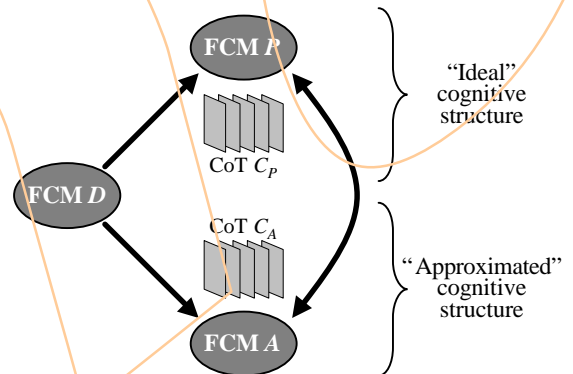 FCM P
“Ideal”
cognitive
structure
CoT C_P
FCM D
CoT C_A
“Approximated”
cognitive
structure
FCM A